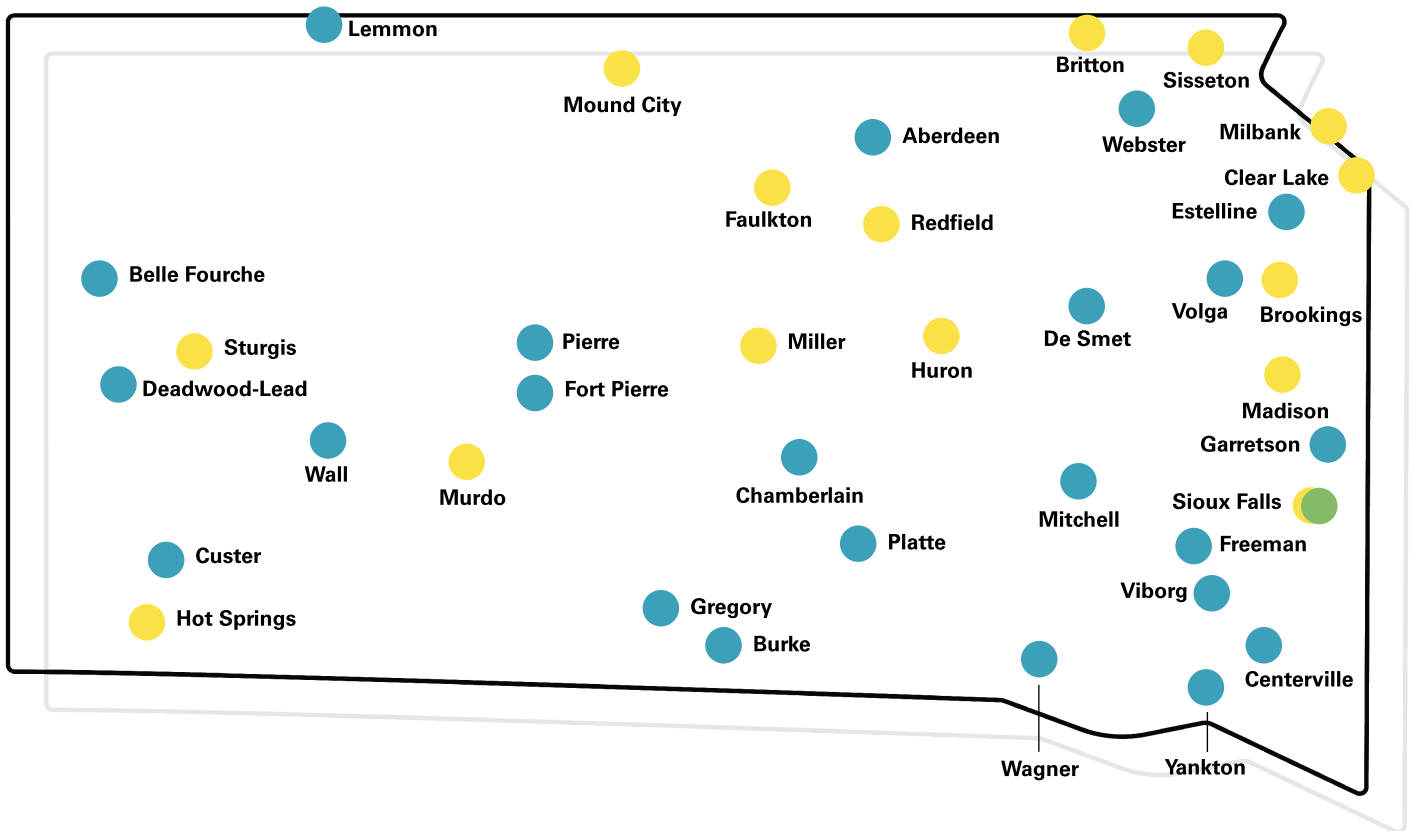 Lemmon
Britton
Sisseton
Mound City
Milbank
Aberdeen
Webster
Clear Lake
Estelline
Faulkton
Redfield
Belle Fourche
Volga
Brookings
De Smet
Pierre
Miller
Sturgis
Huron
Deadwood-Lead
Fort Pierre
Madison
Garretson
Wall
Murdo
Chamberlain
Sioux Falls
Mitchell
Platte
Freeman
Custer
Viborg
Gregory
Hot Springs
Burke
Centerville
Wagner
Yankton